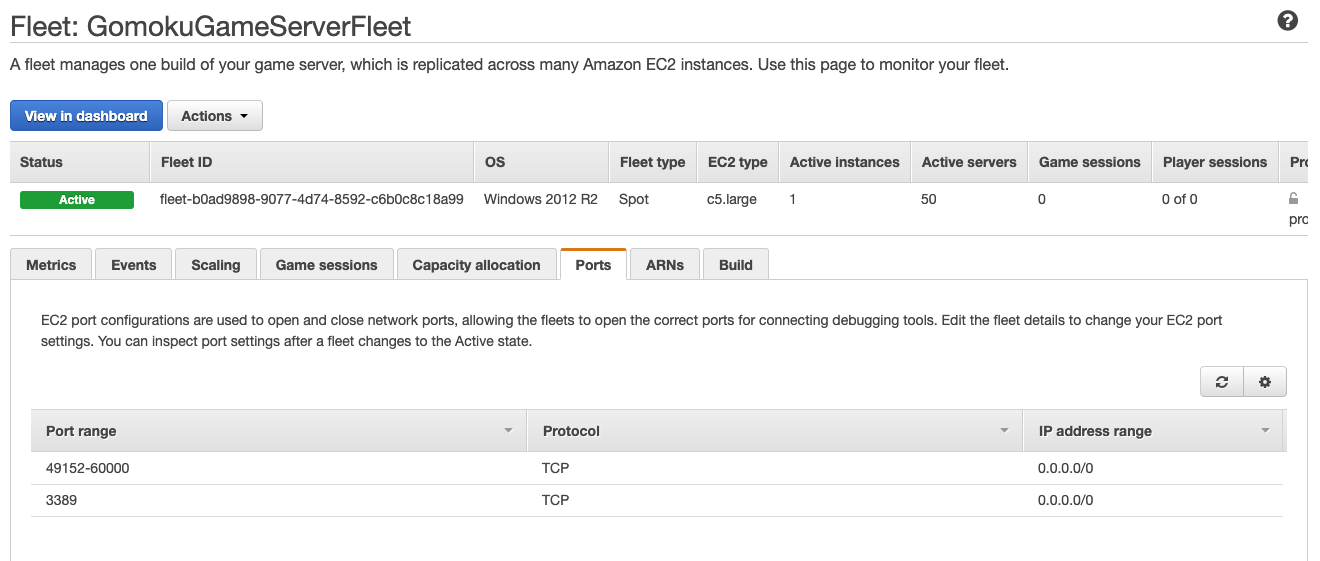 Fleet: GomokuGameServerFleet
A fleet manages one build of your game server, which is replicated across many Amazon EC2 instances. Use this page to monitor your fleet.
View in dashboard Actions
Status Fleet ID OS Fleet type EC2 type Active instances Active servers Game sessions Player sessions Pro
Active fleet-b0ad9898-9077-4d74-8592-c6b0c8c18a99 Windows 2012 R2 Spot c5.large 1 50 0 0 of 0
pro
Metrics Events Scaling Game sessions Capacity allocation Ports ARNs Build
EC2 port configurations are used to open and close network ports, allowing the fleets to open the correct ports for connecting debugging tools. Edit the fleet details to change your EC2 port
settings. You can inspect port settings after a fleet changes to the Active state.
Port range Protocol IP address range
49152-60000 TCP 0.0.0.0/0
3389 TCP 0.0.0.0/0